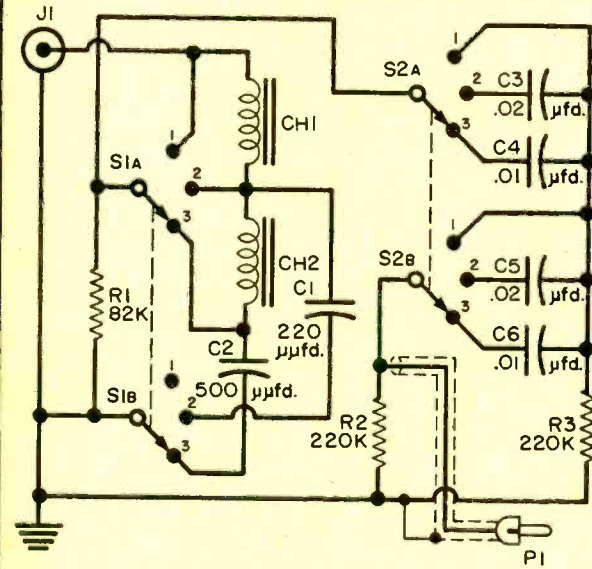 J1
CH1
S1A
1
2
3
R1
82K
CH2
C1
220
μμfd.
C2
500 μμfd.
S1B
1
2
3
S2A
1
2
3
C3
.02 μfd.
C4
.01 μfd.
S2B
1
2
3
C5
.02 μfd.
C6
.01 μfd.
R2
220K
R3
220K
P1